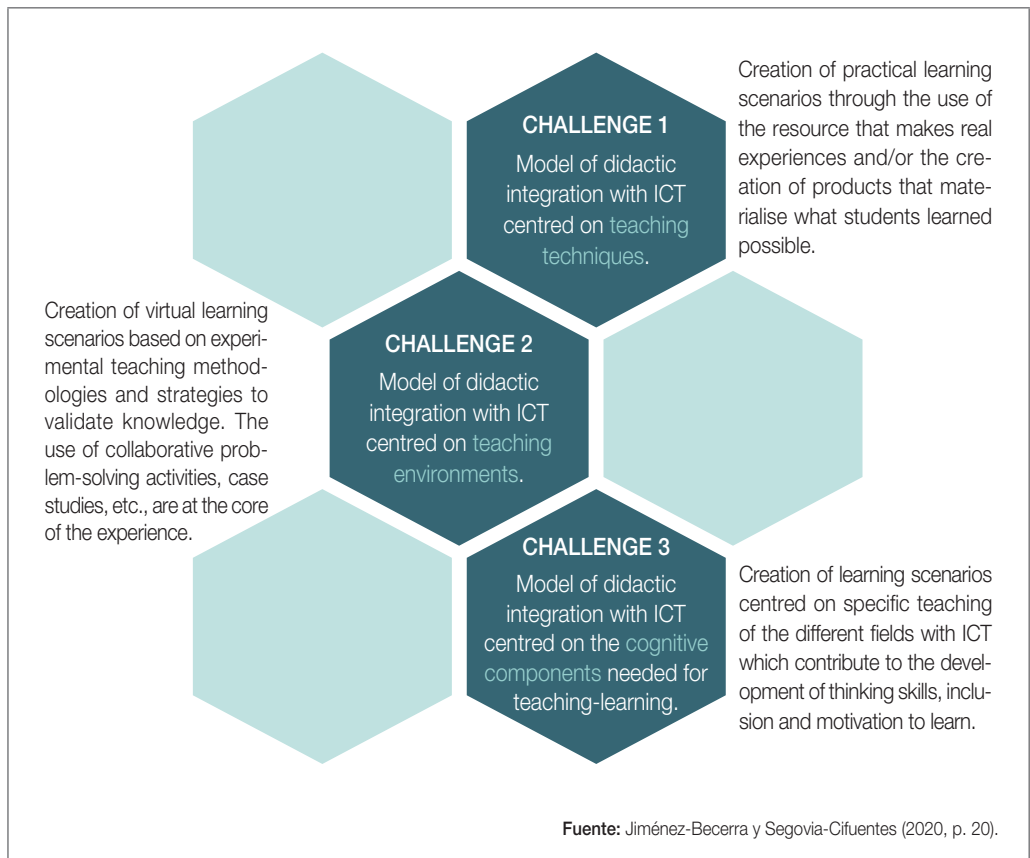 CHALLENGE 1
Model of didactic
integration with ICT
centred on teaching
techniques.
Creation of practical learning
scenarios through the use of
the resource that makes real
experiences and/or the cre-
ation of products that mate-
rialise what students learned
possible.
CHALLENGE 2
Model of didactic
integration with ICT
centred on teaching
environments.
Creation of virtual learning
scenarios based on experi-
mental teaching method-
ologies and strategies to
validate knowledge. The
use of collaborative prob-
lem-solving activities, case
studies, etc., are at the core
of the experience.
CHALLENGE 3
Model of didactic
integration with ICT
centred on the cognitive
components needed for
teaching-learning.
Creation of learning scenarios
centred on specific teaching
of the different fields with ICT
which contribute to the devel-
opment of thinking skills, inclu-
sion and motivation to learn.
Fuente: Jiménez-Becerra y Segovia-Cifuentes (2020, p. 20).